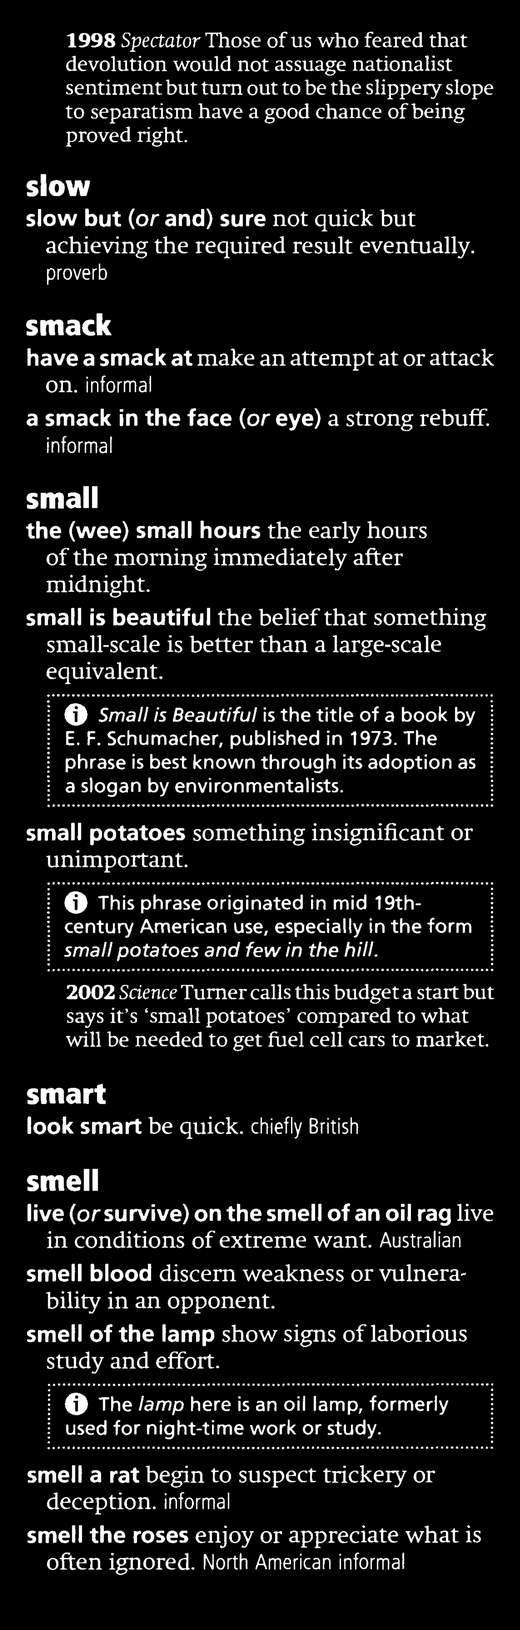 1998 Spectator Those of us who feared that
devolution would not assuage nationalist
sentiment but turn out to be the slippery slope
to separatism have a good chance of being
proved right.
slow
slow but (or and) sure not quick but
achieving the required result eventually.
proverb
smack
have a smack at make an attempt at or attack
on. informal
a smack in the face (or eye) a strong rebuff.
informal
small
the (wee) small hours the early hours
of the morning immediately after
midnight.
small is beautiful the belief that something
small-scale is better than a large-scale
equivalent.
i Small is Beautiful is the title of a book by
E. F. Schumacher, published in 1973. The
phrase is best known through its adoption as
a slogan by environmentalists.
small potatoes something insignificant or
unimportant.
i This phrase originated in mid 19th-
century American use, especially in the form
small potatoes and few in the hill.
2002 Science Turner calls this budget a start but
says it's ‘small potatoes’ compared to what
will be needed to get fuel cell cars to market.
smart
look smart be quick. chiefly British
smell
live (or survive) on the smell of an oil rag live
in conditions of extreme want. Australian
smell blood discern weakness or vulnera-
bility in an opponent.
smell of the lamp show signs of laborious
study and effort.
i The lamp here is an oil lamp, formerly
used for night-time work or study.
smell a rat begin to suspect trickery or
deception. informal
smell the roses enjoy or appreciate what is
often ignored. North American informal